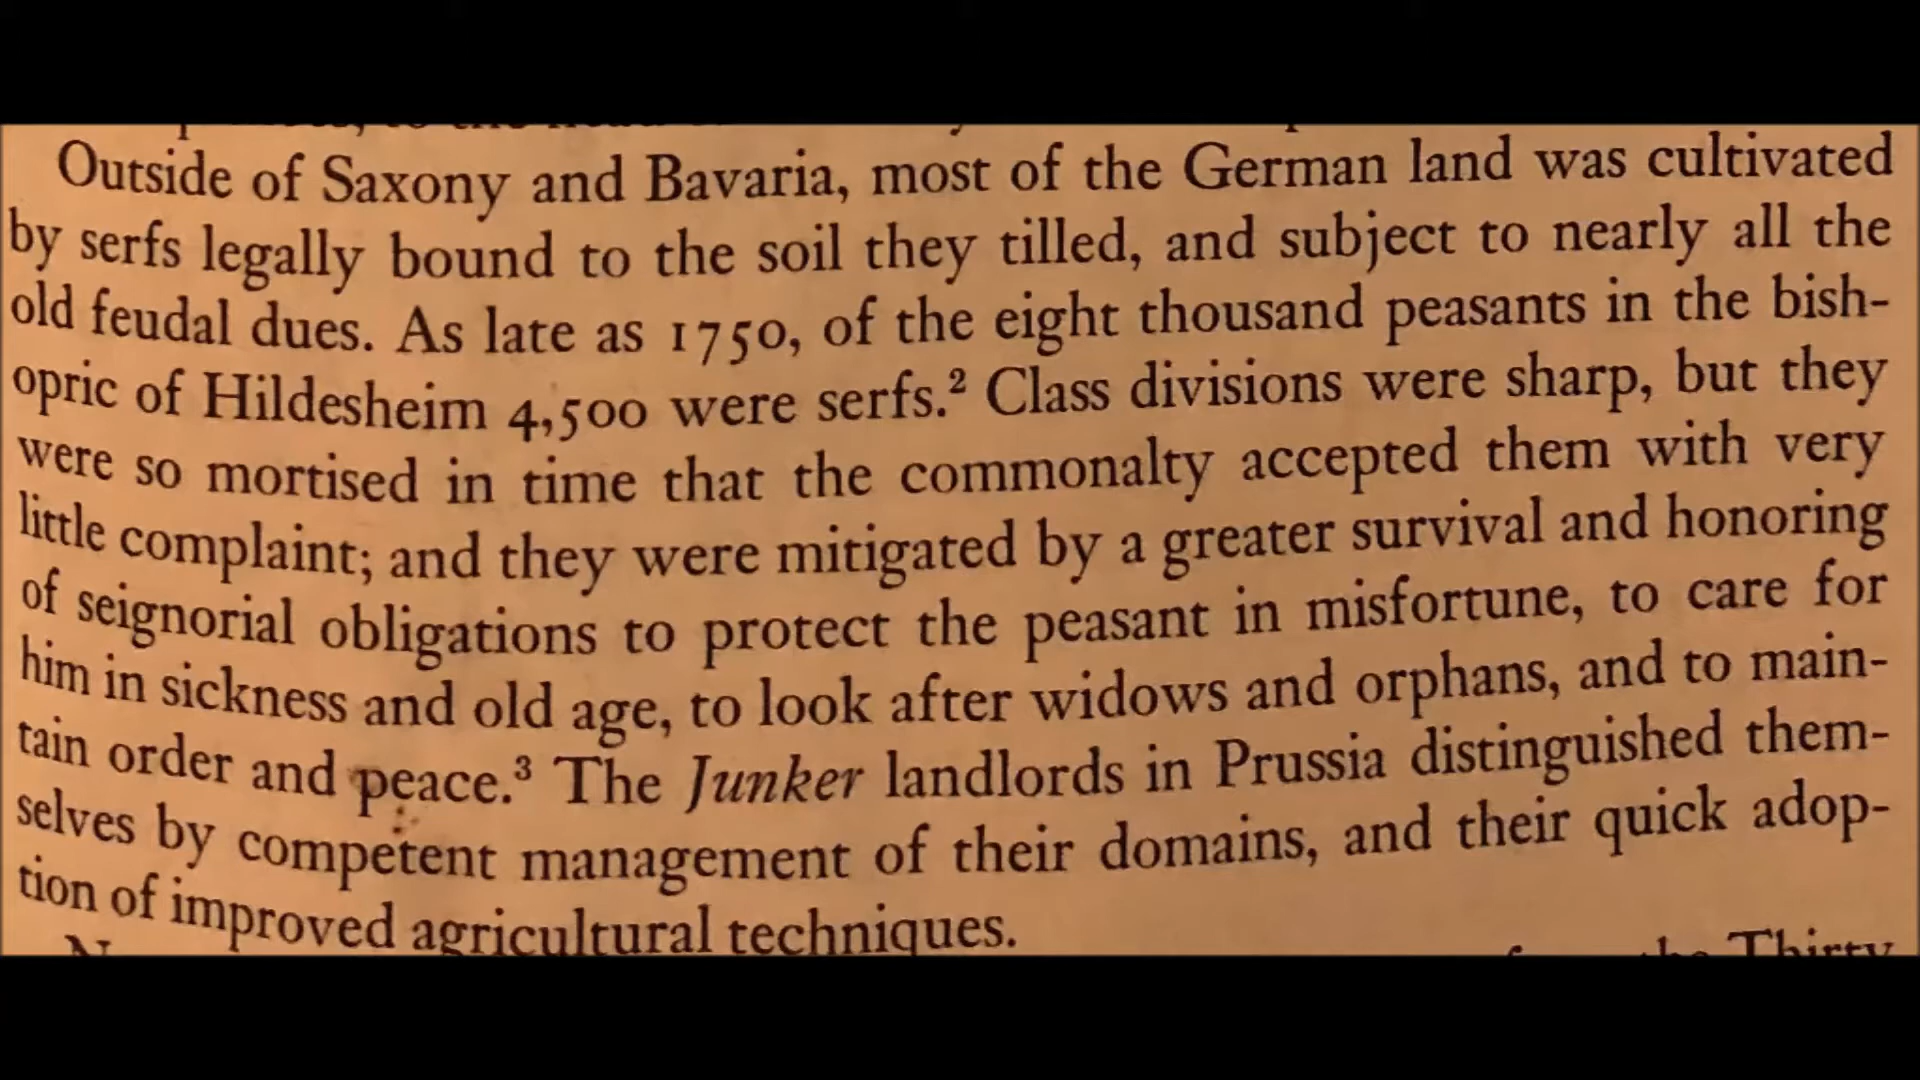 Outside of Saxony and Bavaria, most of the German land was cultivated
by serfs legally bound to the soil they tilled, and subject to nearly all the
old feudal dues. As late as 1750, of the eight thousand peasants in the bish-
opric of Hildesheim 4,500 were serfs.² Class divisions were sharp, but they
were so mortised in time that the commonalty accepted them with very
little complaint; and they were mitigated by a greater survival and honoring
of seignorial obligations to protect the peasant in misfortune, to care for
him in sickness and old age, to look after widows and orphans, and to main-
tain order and peace.³ The Junker landlords in Prussia distinguished them-
selves by competent management of their domains, and their quick adop-
tion of improved agricultural techniques.
the Thirty